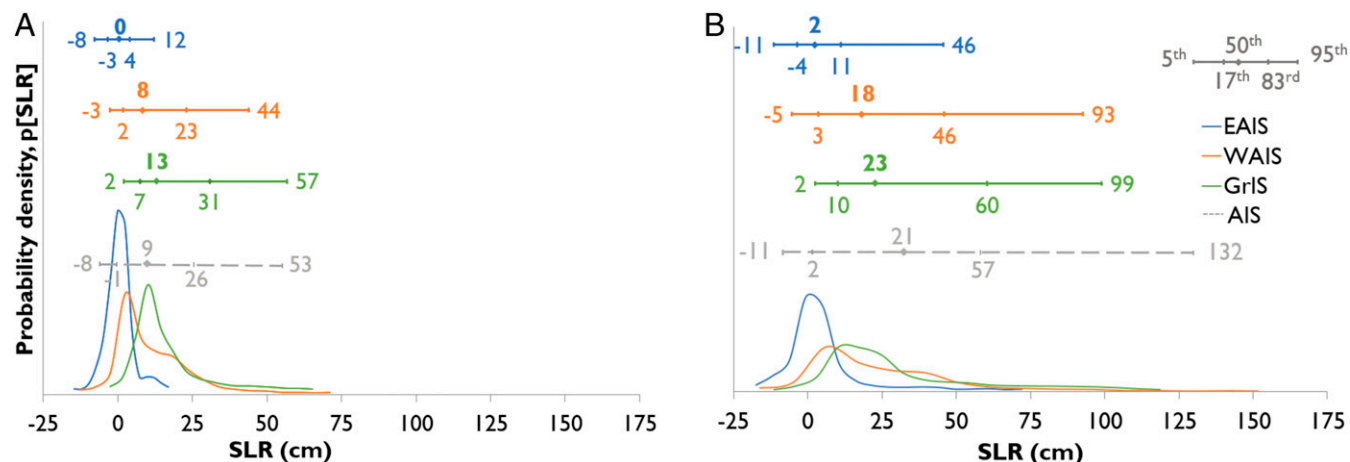 A
0
-8 12
-3 4
8
-3 44
2 23
13
2 57
7 31
9
-8 53
-1 26
Probability density, p[SLR]
-25 0 25 50 75 100 125 150 175
SLR (cm)
B
2
-11 46
-4 11
18
-5 93
3 46
23
2 99
10 60
21
-11 132
2 57
50th
5th 95th
17th 83rd
EAIS
WAIS
GrIS
AIS
-25 0 25 50 75 100 125 150 175
SLR (cm)